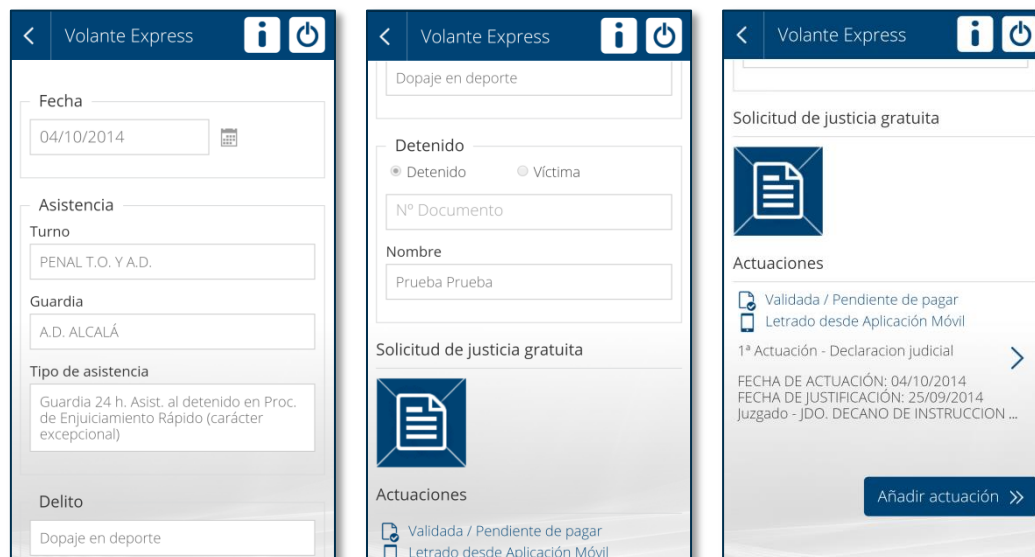 Volante Express
Fecha
04/10/2014
Asistencia
Turno
PENAL T.O. Y A.D.
Guardia
A.D. ALCALÁ
Tipo de asistencia
Guardia 24 h. Asist. al detenido en Proc.
de Enjuiciamiento Rápido (carácter
excepcional)
Delito
Dopaje en deporte
Volante Express
Dopaje en deporte
Detenido
Detenido
Víctima
Nº Documento
Nombre
Prueba Prueba
Solicitud de justicia gratuita
Actuaciones
Validada / Pendiente de pagar
Letrado desde Aplicación Móvil
Volante Express
Solicitud de justicia gratuita
Actuaciones
Validada / Pendiente de pagar
Letrado desde Aplicación Móvil
1ª Actuación - Declaracion judicial
FECHA DE ACTUACIÓN: 04/10/2014
FECHA DE JUSTIFICACIÓN: 25/09/2014
Juzgado - JDO. DECANO DE INSTRUCCION ...
Añadir actuación